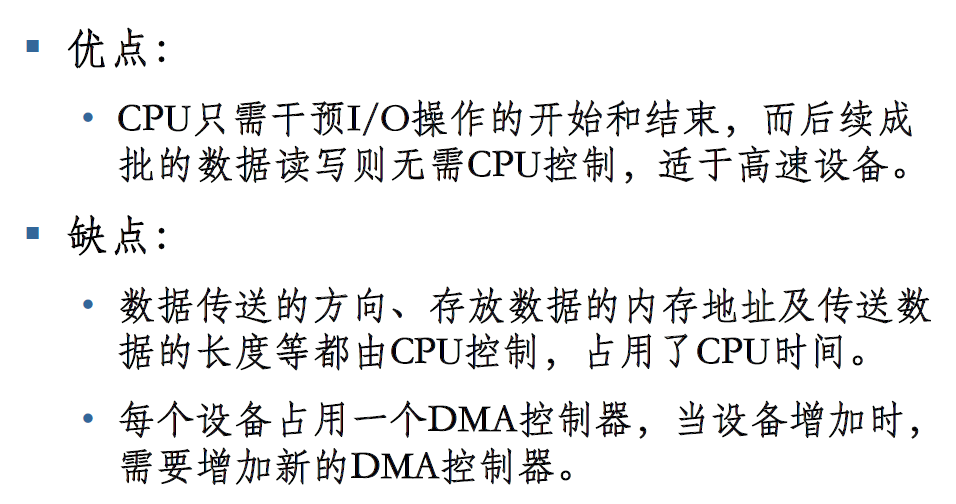 ▪ 优点：
• CPU只需干预I/O操作的开始和结束，而后续成
批的数据读写则无需CPU控制，适于高速设备。
▪ 缺点：
• 数据传送的方向、存放数据的内存地址及传送数
据的长度等都由CPU控制，占用了CPU时间。
• 每个设备占用一个DMA控制器，当设备增加时，
需要增加新的DMA控制器。